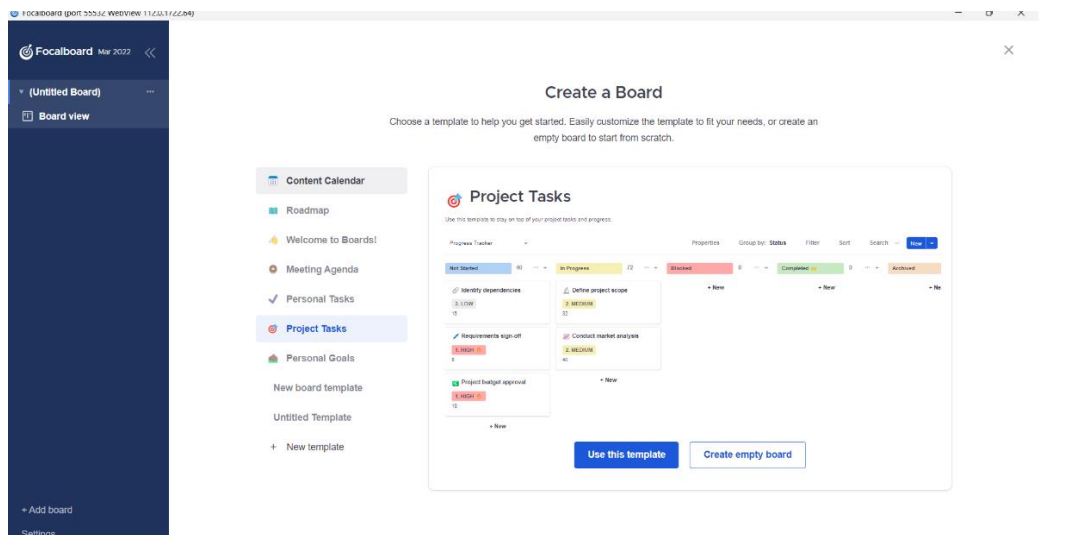 Focalboard (port 55532 WebView 112.0.1722.64)
Focalboard Mar 2022
(Untitled Board)
Board view
+ Add board
Settings
Create a Board
Choose a template to help you get started. Easily customize the template to fit your needs, or create an
empty board to start from scratch.
Content Calendar
Roadmap
Welcome to Boards!
Meeting Agenda
Personal Tasks
Project Tasks
Personal Goals
New board template
Untitled Template
+ New template
Project Tasks
Use this template to stay on top of your project tasks and progress.
Progress Tracker
Properties Group by: Status Filter Sort Search New
Not Started In Progress Blocked 0 Completed 0 Archived
Identify dependencies
3. LOW
Define project scope
2. MEDIUM
+ New
+ New
+ Ne
Requirements sign-off
1. HIGH
Conduct market analysis
2. MEDIUM
Project budget approval
1. HIGH
+ New
+ New
Use this template
Create empty board